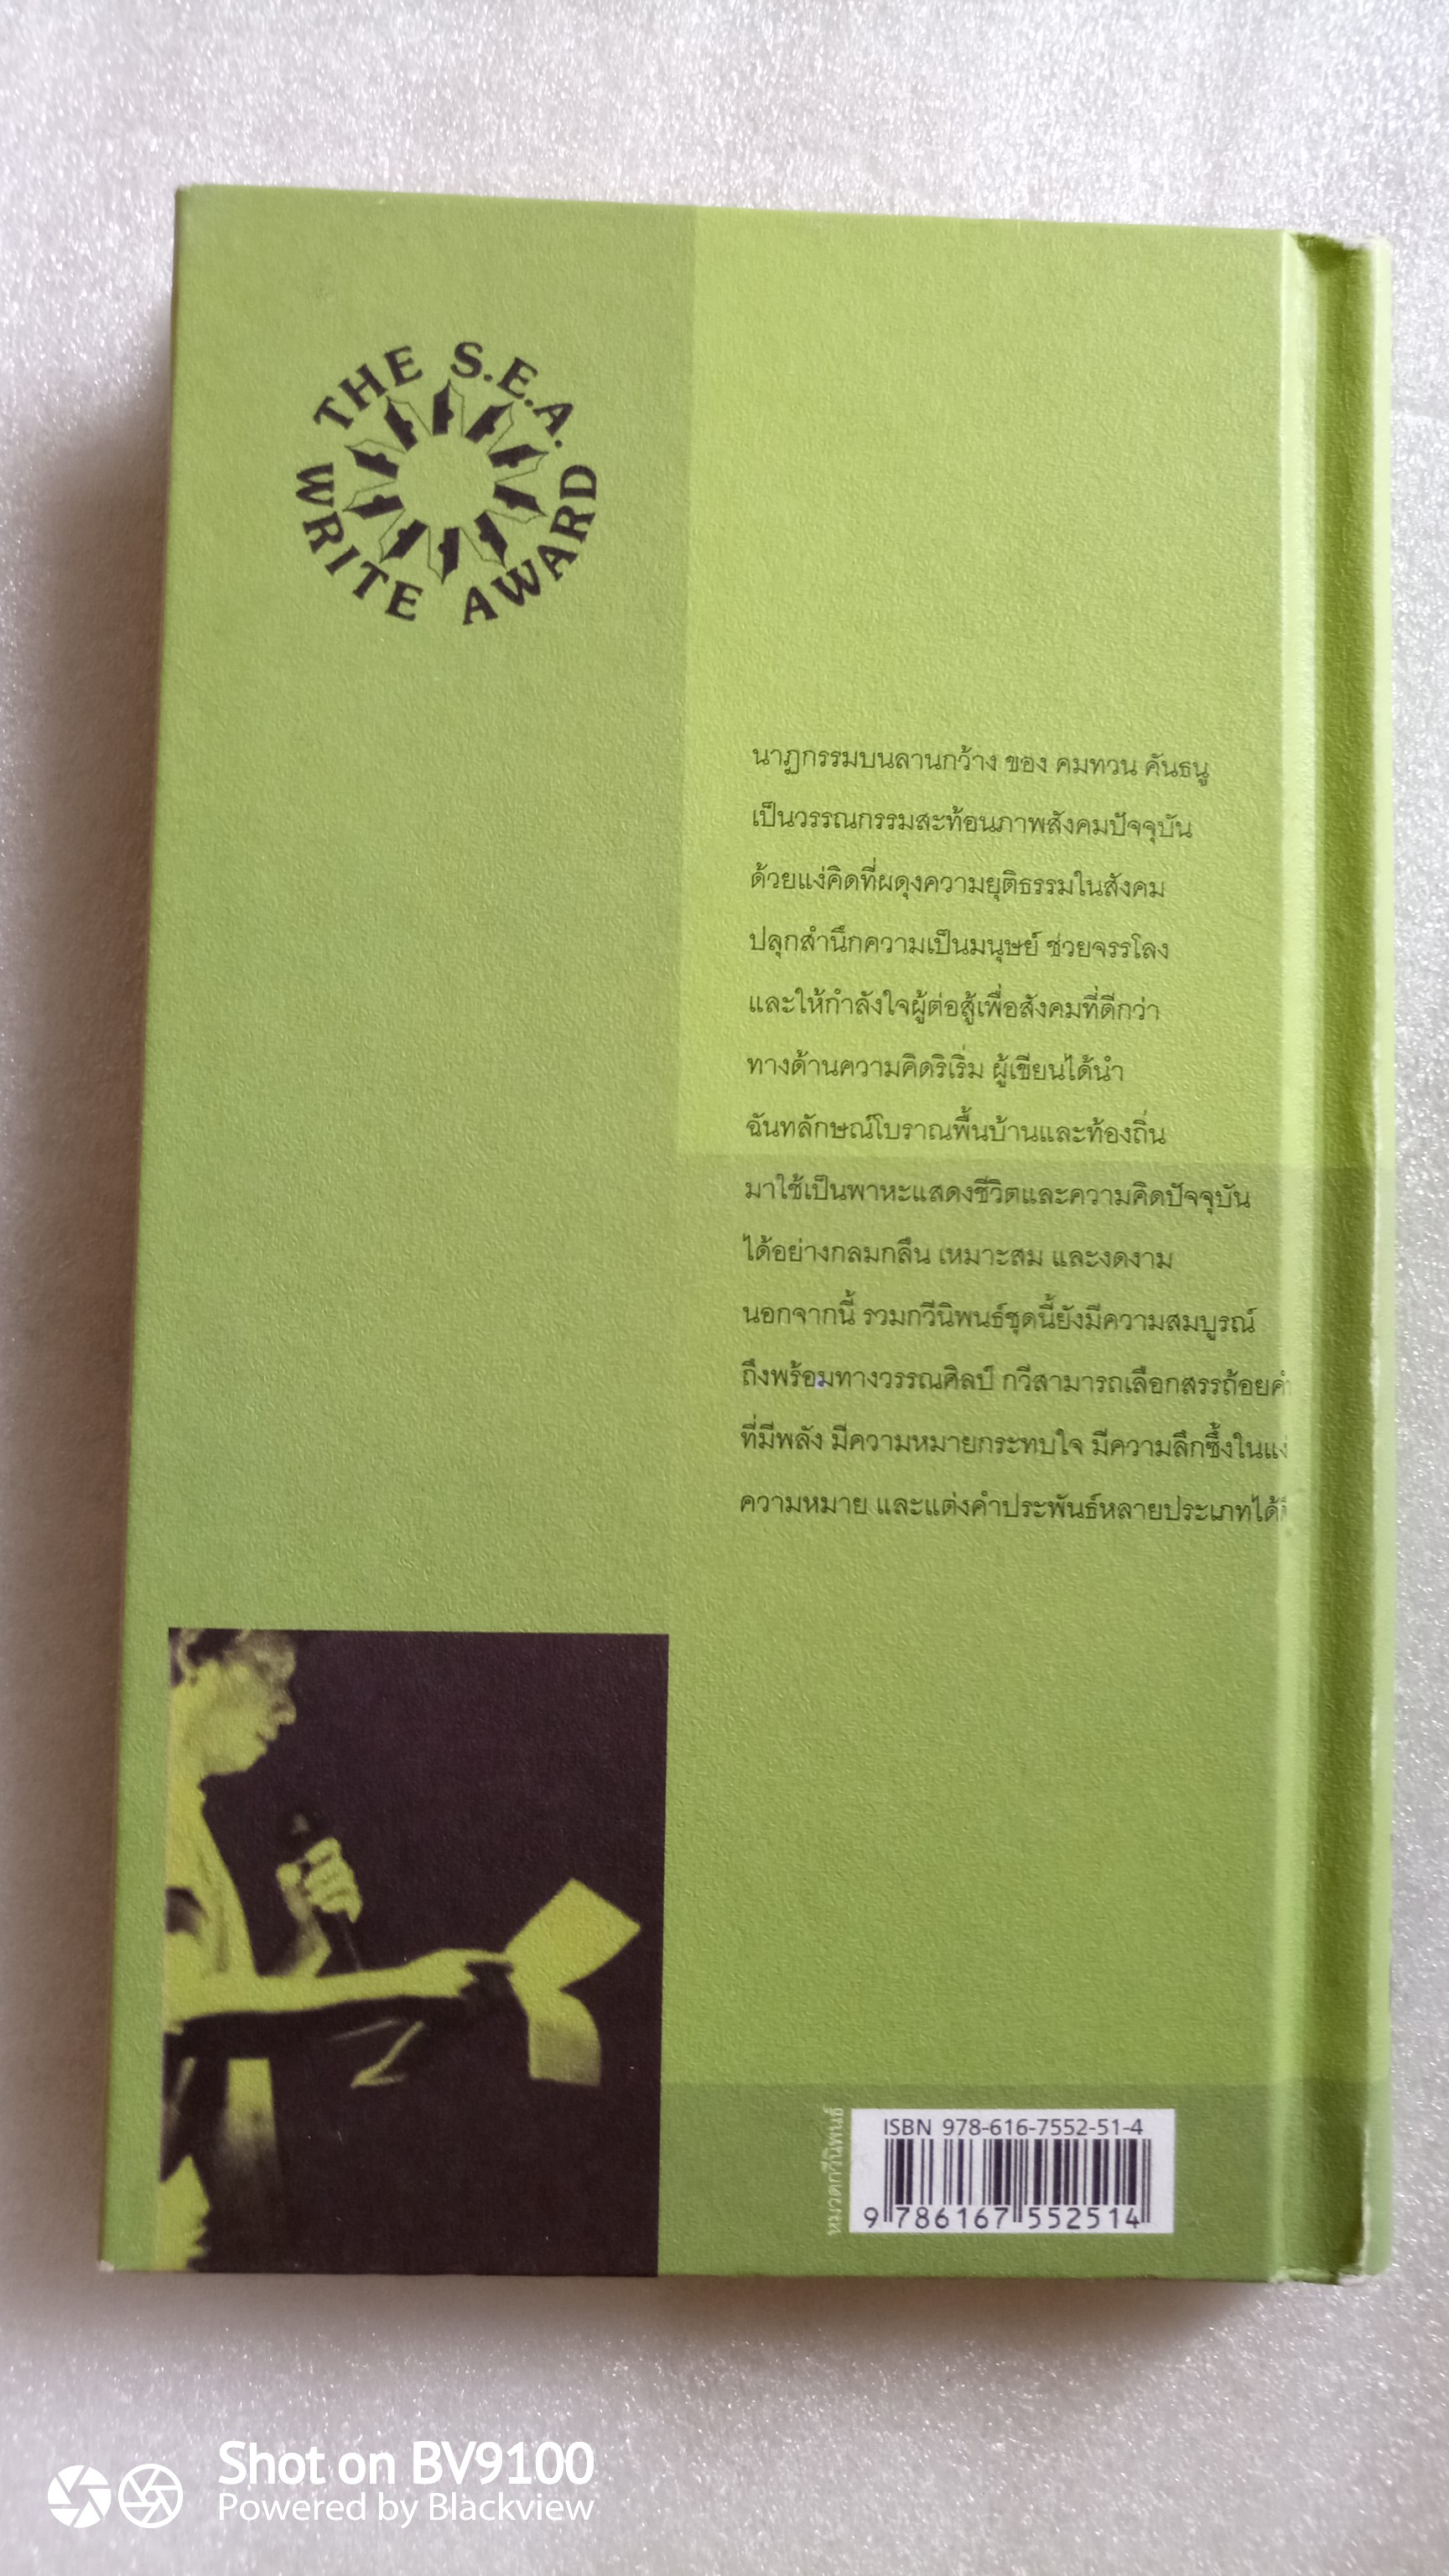 THE S.E.A.
WRITE AWARD
นาฏกรรมบนลานกว้าง ของ คมทวน คันธนู
เป็นวรรณกรรมสะท้อนภาพสังคมปัจจุบัน
ด้วยแง่คิดที่ผดุงความยุติธรรมในสังคม
ปลุกสำนึกความเป็นมนุษย์ ช่วยจรรโลง
และให้กำลังใจผู้ต่อสู้เพื่อสังคมที่ดีกว่า
ทางด้านความคิดริเริ่ม ผู้เขียนได้นำ
ฉันทลักษณ์โบราณพื้นบ้านและท้องถิ่น
มาใช้เป็นพาหะแสดงชีวิตและความคิดปัจจุบัน
ได้อย่างกลมกลืน เหมาะสม และงดงาม
นอกจากนี้ รวมกวีนิพนธ์ชุดนี้ยังมีความสมบูรณ์
ถึงพร้อมทางวรรณศิลป์ กวีสามารถเลือกสรรถ้อยคำ
ที่มีพลัง มีความหมายกระทบใจ มีความลึกซึ้งในแง่
ความหมาย และแต่งคำประพันธ์หลายประเภทได้
หมวดกวีนิพนธ์
ISBN 978-616-7552-51-4
9 786167 552514
Shot on BV9100
Powered by Blackview